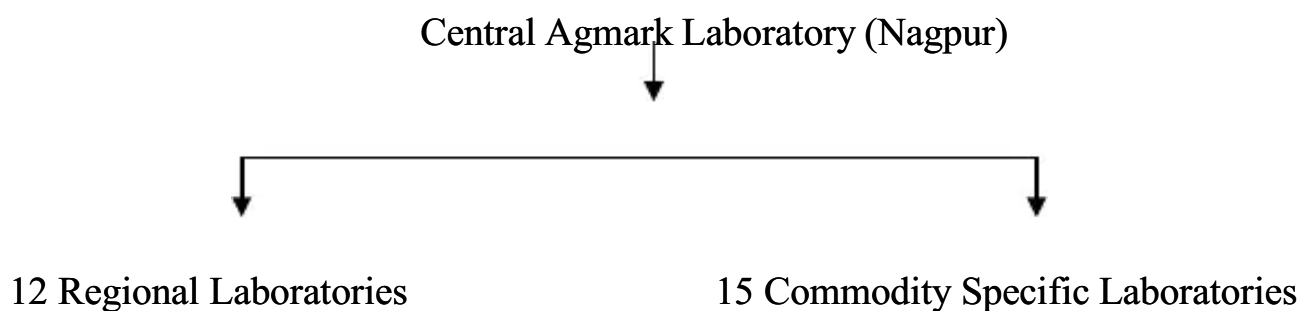 Central Agmark Laboratory (Nagpur)
12 Regional Laboratories
15 Commodity Specific Laboratories